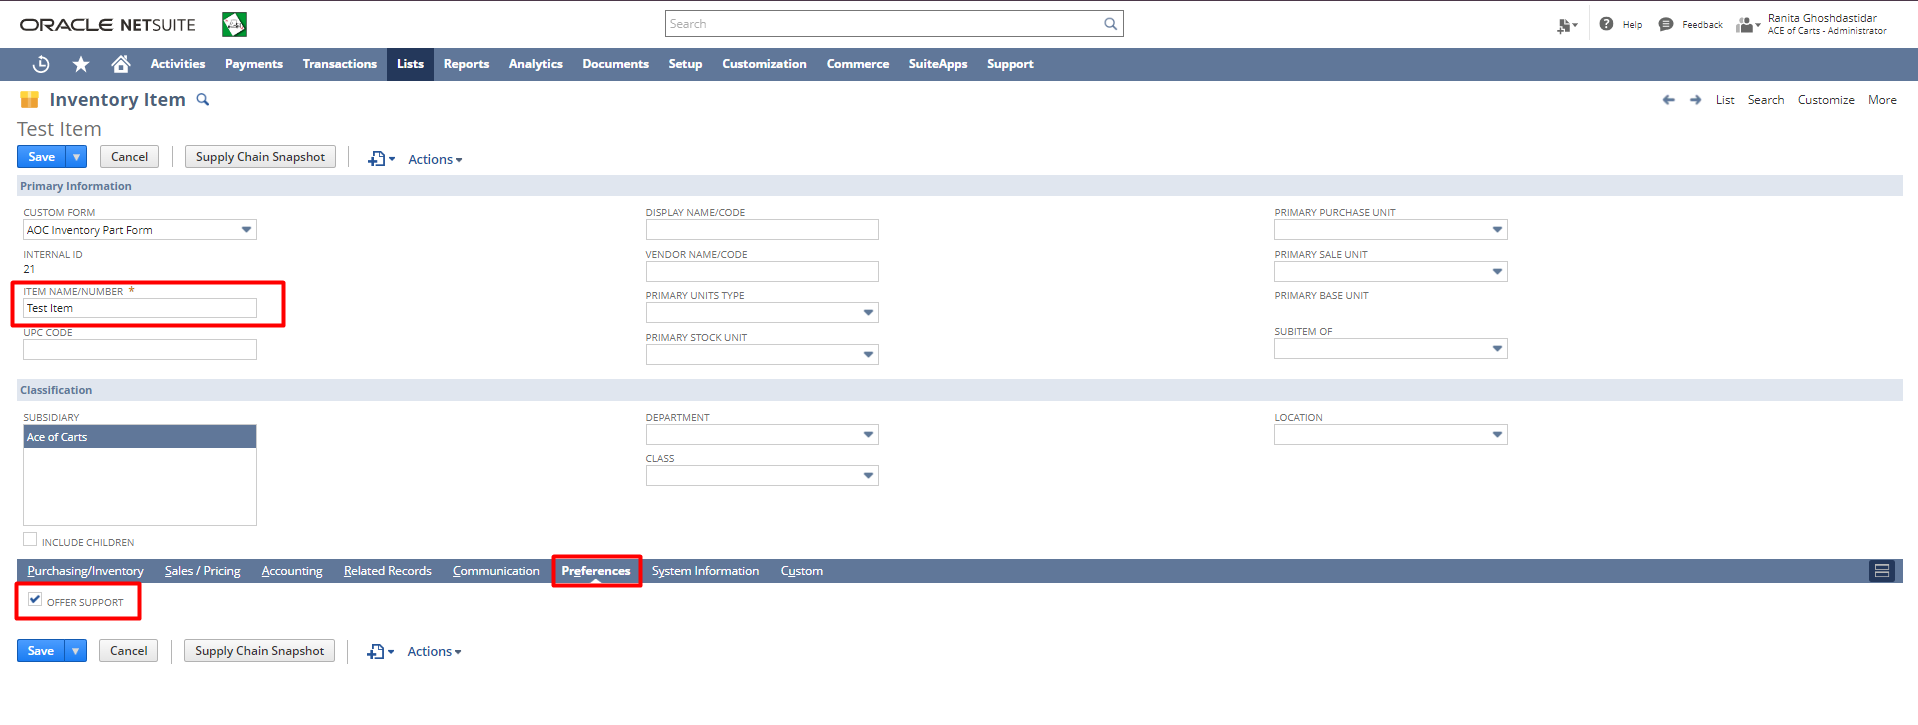 ORACLE NETSUITE
Search
Help
Feedback
Ranita Ghoshdastidar
ACE of Carts - Administrator
Activities Payments Transactions Lists Reports Analytics Documents Setup Customization Commerce SuiteApps Support
Inventory Item
List Search Customize More
Test Item
Save Cancel Supply Chain Snapshot Actions
Primary Information
CUSTOM FORM
AOC Inventory Part Form
INTERNAL ID
21
ITEM NAME/NUMBER *
Test Item
UPC CODE
DISPLAY NAME/CODE
VENDOR NAME/CODE
PRIMARY UNITS TYPE
PRIMARY STOCK UNIT
PRIMARY PURCHASE UNIT
PRIMARY SALE UNIT
PRIMARY BASE UNIT
SUBITEM OF
Classification
SUBSIDIARY
Ace of Carts
INCLUDE CHILDREN
DEPARTMENT
CLASS
LOCATION
Purchasing/Inventory Sales / Pricing Accounting Related Records Communication Preferences System Information Custom
OFFER SUPPORT
Save Cancel Supply Chain Snapshot Actions